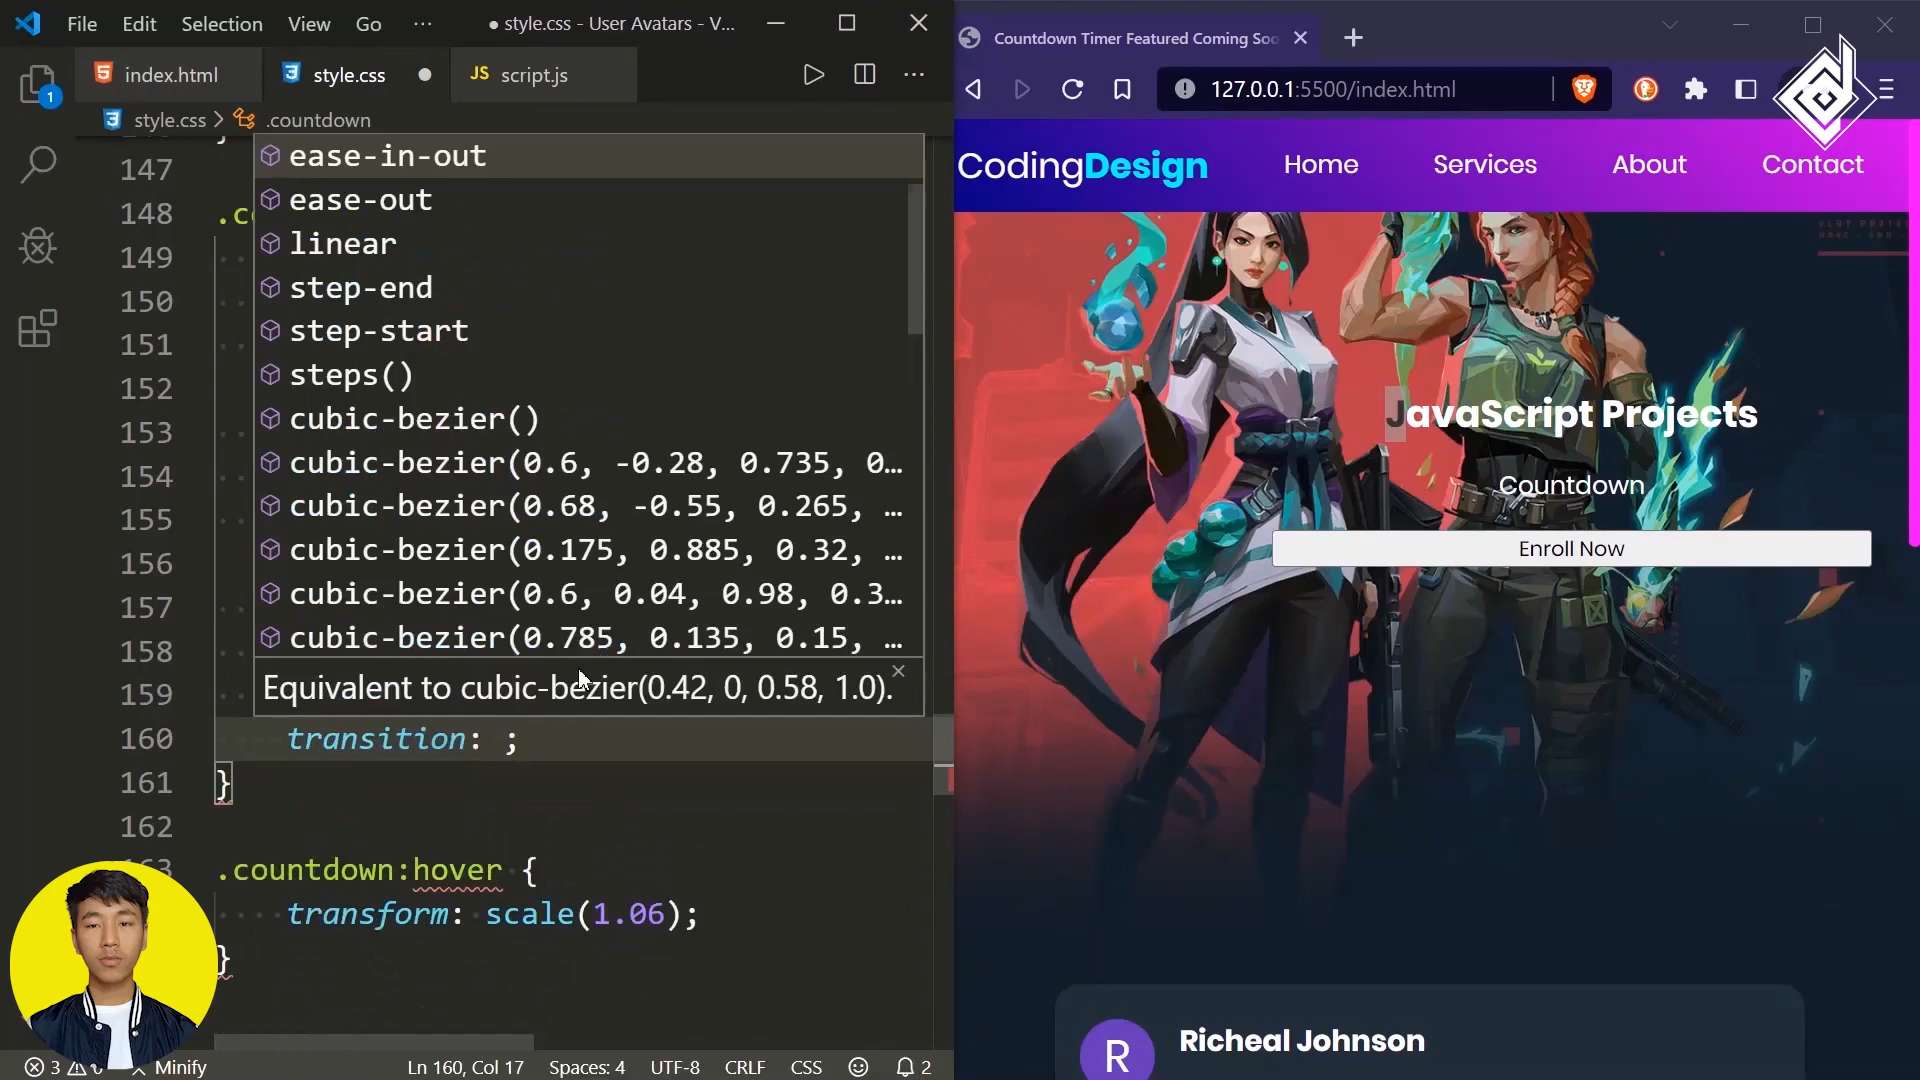 File Edit Selection View Go ···
● style.css - User Avatars - V...
index.html
style.css
JS script.js
style.css > .countdown
1
147
148
149
150
151
152
153
154
155
156
157
158
159
160
161
162
.c
ease-in-out
ease-out
linear
step-end
step-start
steps()
cubic-bezier()
cubic-bezier(0.6, -0.28, 0.735, 0…
cubic-bezier(0.68, -0.55, 0.265, …
cubic-bezier(0.175, 0.885, 0.32, …
cubic-bezier(0.6, 0.04, 0.98, 0.3…
cubic-bezier(0.785, 0.135, 0.15, …
Equivalent to cubic-bezier(0.42, 0, 0.58, 1.0).
transition: ;
}
.countdown:hover {
transform: scale(1.06);
}
3
Minify
Ln 160, Col 17
Spaces: 4
UTF-8
CRLF
CSS
2
Countdown Timer Featured Coming Soo
127.0.0.1:5500/index.html
CodingDesign
Home
Services
About
Contact
JavaScript Projects
Countdown
Enroll Now
R
Richeal Johnson